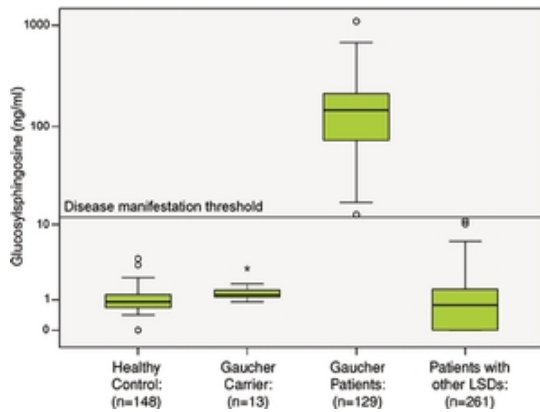 1000
100
Glucosylsphingosine (ng/ml)
Disease manifestation threshold
10
1
0
Healthy
Control:
(n=148)
Gaucher
Carrier:
(n=13)
Gaucher
Patients:
(n=129)
Patients with
other LSDs:
(n=261)